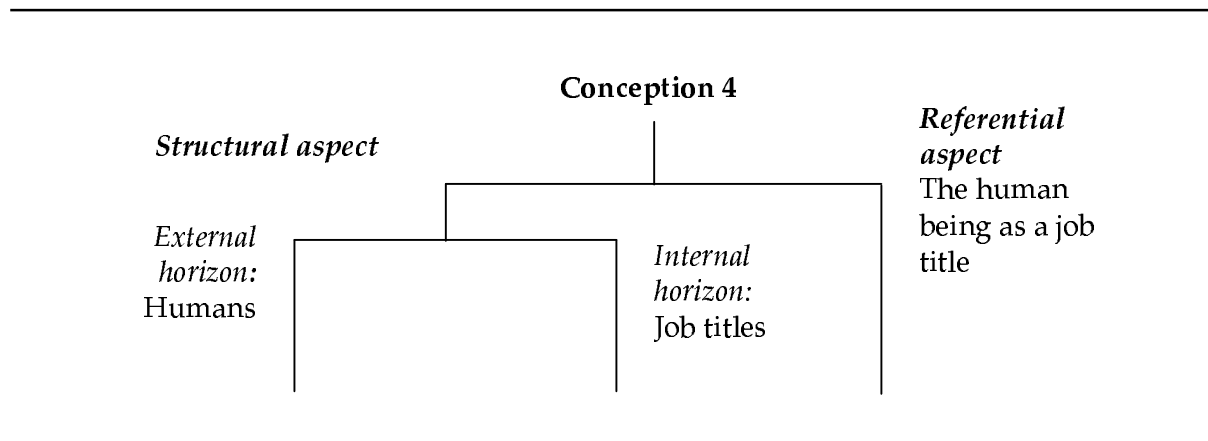 Conception 4
Structural aspect
Referential
aspect
The human
being as a job
title
External
horizon:
Humans
Internal
horizon:
Job titles